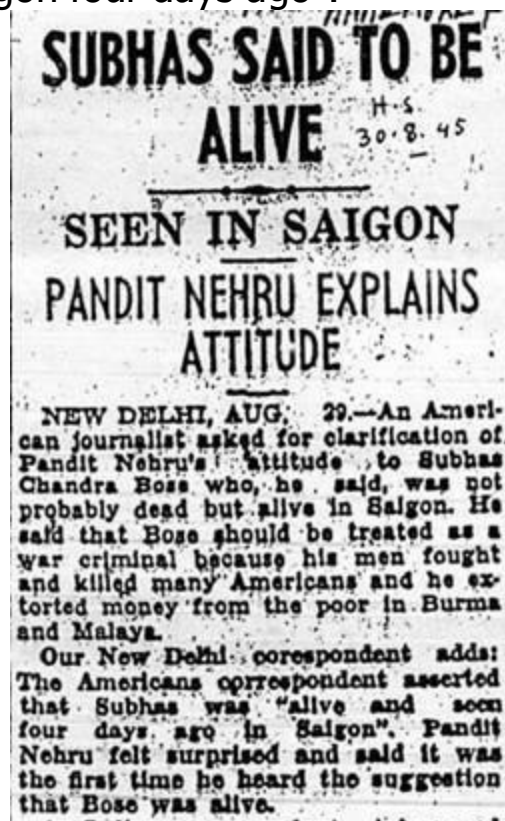 gon four days ago".
SUBHAS SAID TO BE
ALIVE
H.S.
30.8.45
SEEN IN SAIGON
PANDIT NEHRU EXPLAINS
ATTITUDE
NEW DELHI, AUG. 29.—An Ameri-
can journalist asked for clarification of
Pandit Nehru's attitude to Subhas
Chandra Bose who, he said, was not
probably dead but alive in Saigon. He
said that Bose should be treated as a
war criminal because his men fought
and killed many Americans and he ex-
torted money from the poor in Burma
and Malaya.
Our New Delhi corespondent adds:
The Americans correspondent asserted
that Subhas was "alive and seen
four days ago in Saigon". Pandit
Nehru felt surprised and said it was
the first time he heard the suggestion
that Bose was alive.